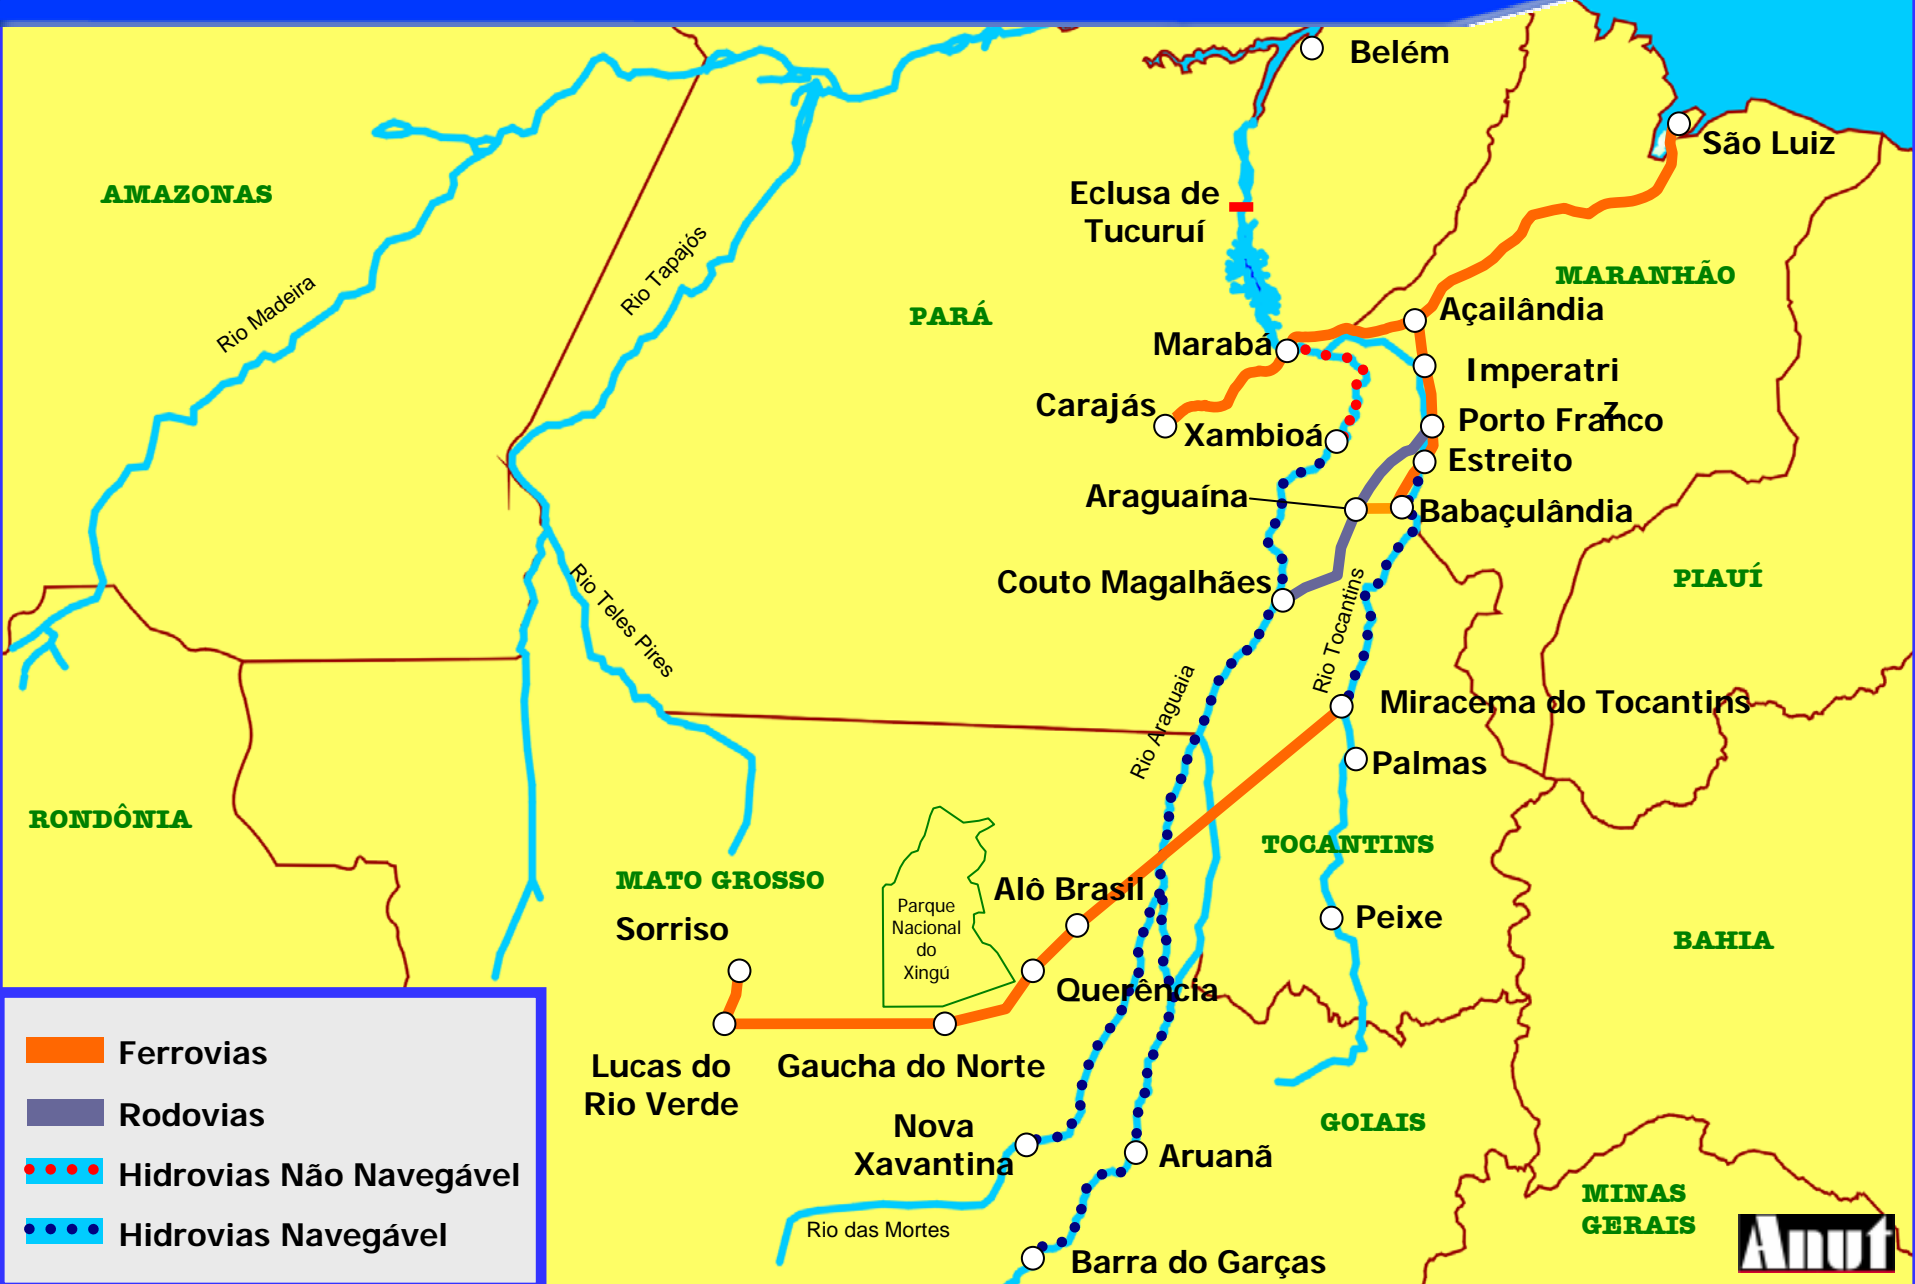 Belém
São Luiz
Eclusa de
Tucuruí
AMAZONAS
Rio Madeira
Rio Tapajós
PARÁ
MARANHÃO
Açailândia
Marabá
Imperatri
z
Carajás
Xambioá
Porto Franco
Estreito
Araguaína
Babaçulândia
Couto Magalhães
PIAUÍ
Rio Teles Pires
Rio Tocantins
Rio Araguaia
Miracema do Tocantins
Palmas
RONDÔNIA
TOCANTINS
MATO GROSSO
Alô Brasil
Parque
Nacional
do
Xingú
Sorriso
Peixe
BAHIA
Querência
Lucas do
Rio Verde
Gaucha do Norte
Nova
Xavantina
Aruanã
GOIAIS
MINAS
GERAIS
Rio das Mortes
Barra do Garças
Ferrovias
Rodovias
Hidrovias Não Navegável
Hidrovias Navegável
Anut